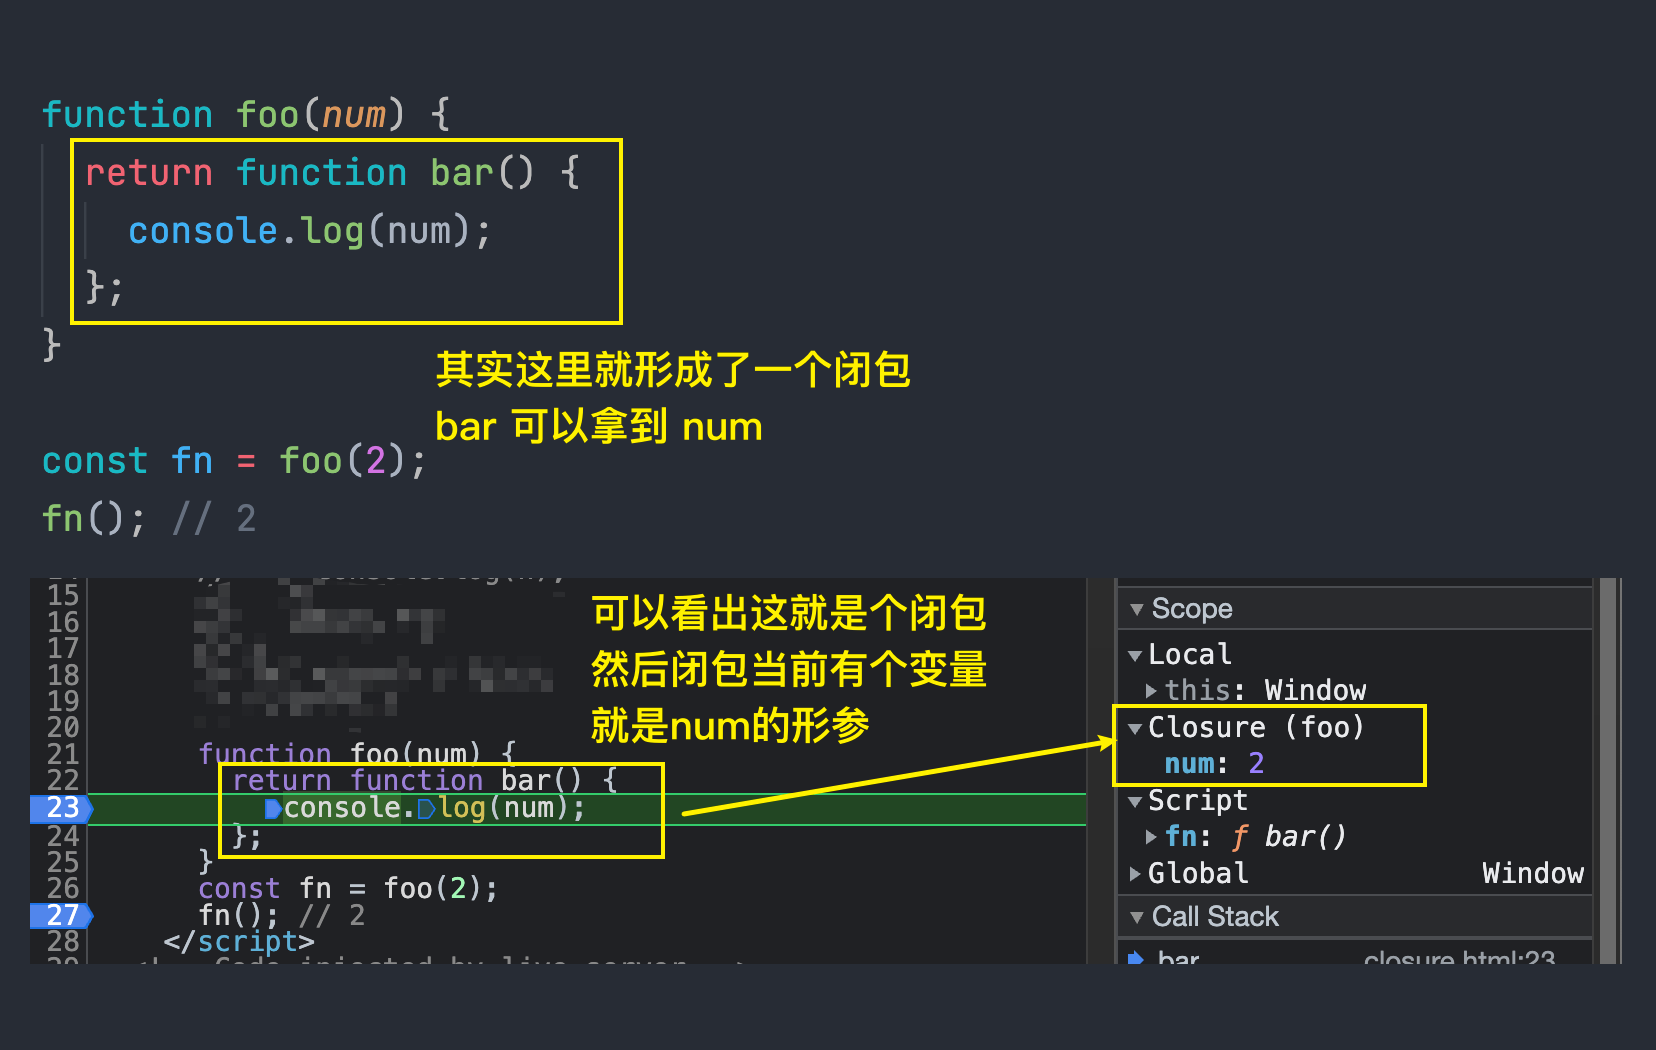 function foo(num) {
return function bar() {
console.log(num);
};
}
其实这里就形成了一个闭包
bar 可以拿到 num
const fn = foo(2);
fn(); // 2
15
16
17
18
19
20
21 function foo(num) {
22 return function bar() {
23 console.log(num);
24 };
25 }
26 const fn = foo(2);
27 fn(); // 2
28 </script>
可以看出这就是个闭包
然后闭包当前有个变量
就是num的形参
Scope
Local
this: Window
Closure (foo)
num: 2
Script
fn: ƒ bar()
Global Window
Call Stack
bar closure.html:23